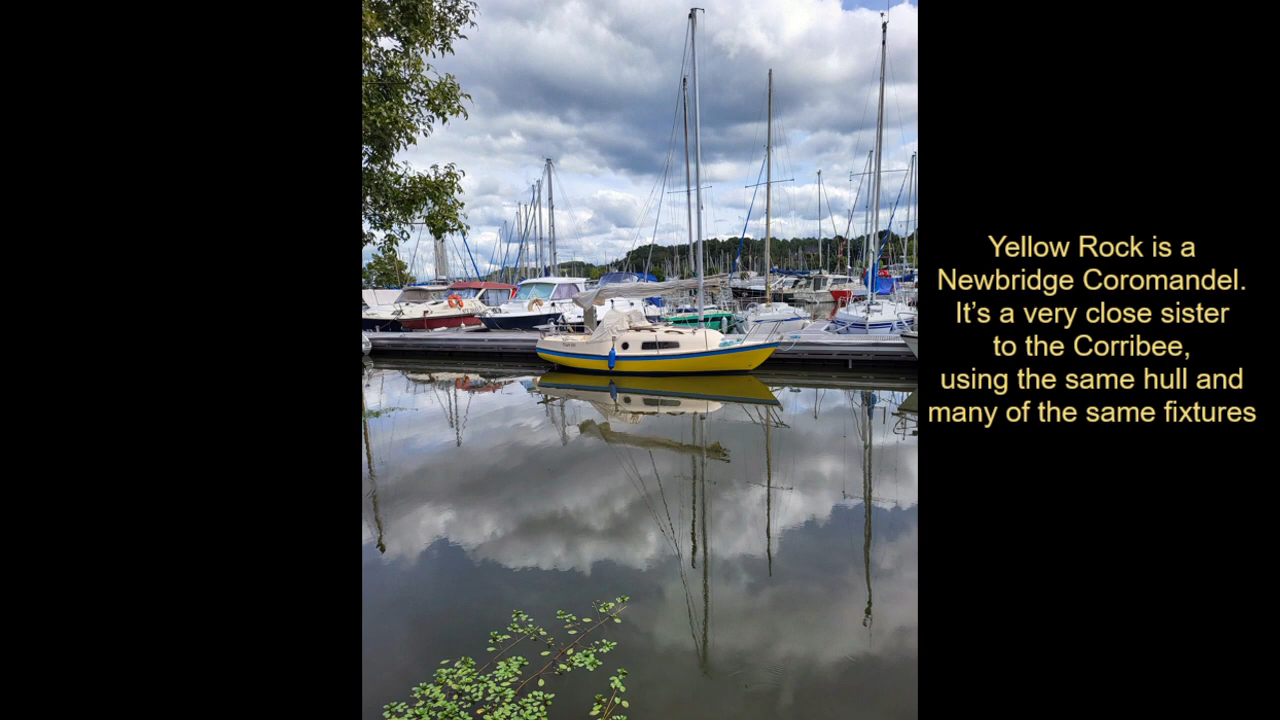 Yellow Rock is a
Newbridge Coromandel.
It's a very close sister
to the Corribee,
using the same hull and
many of the same fixtures